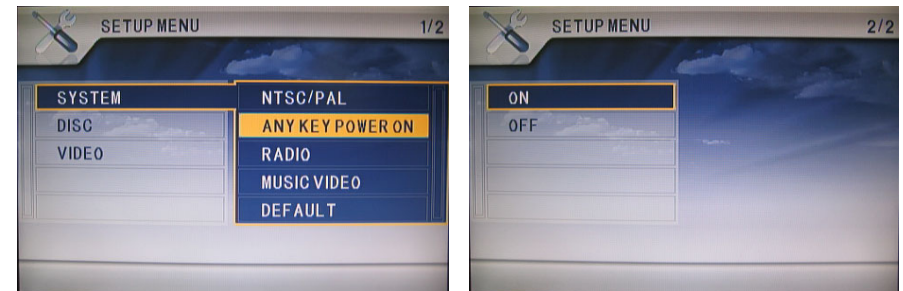 SETUP MENU 1/2
SYSTEM
DISC
VIDEO
NTSC/PAL
ANY KEY POWER ON
RADIO
MUSIC VIDEO
DEFAULT
SETUP MENU 2/2
ON
OFF